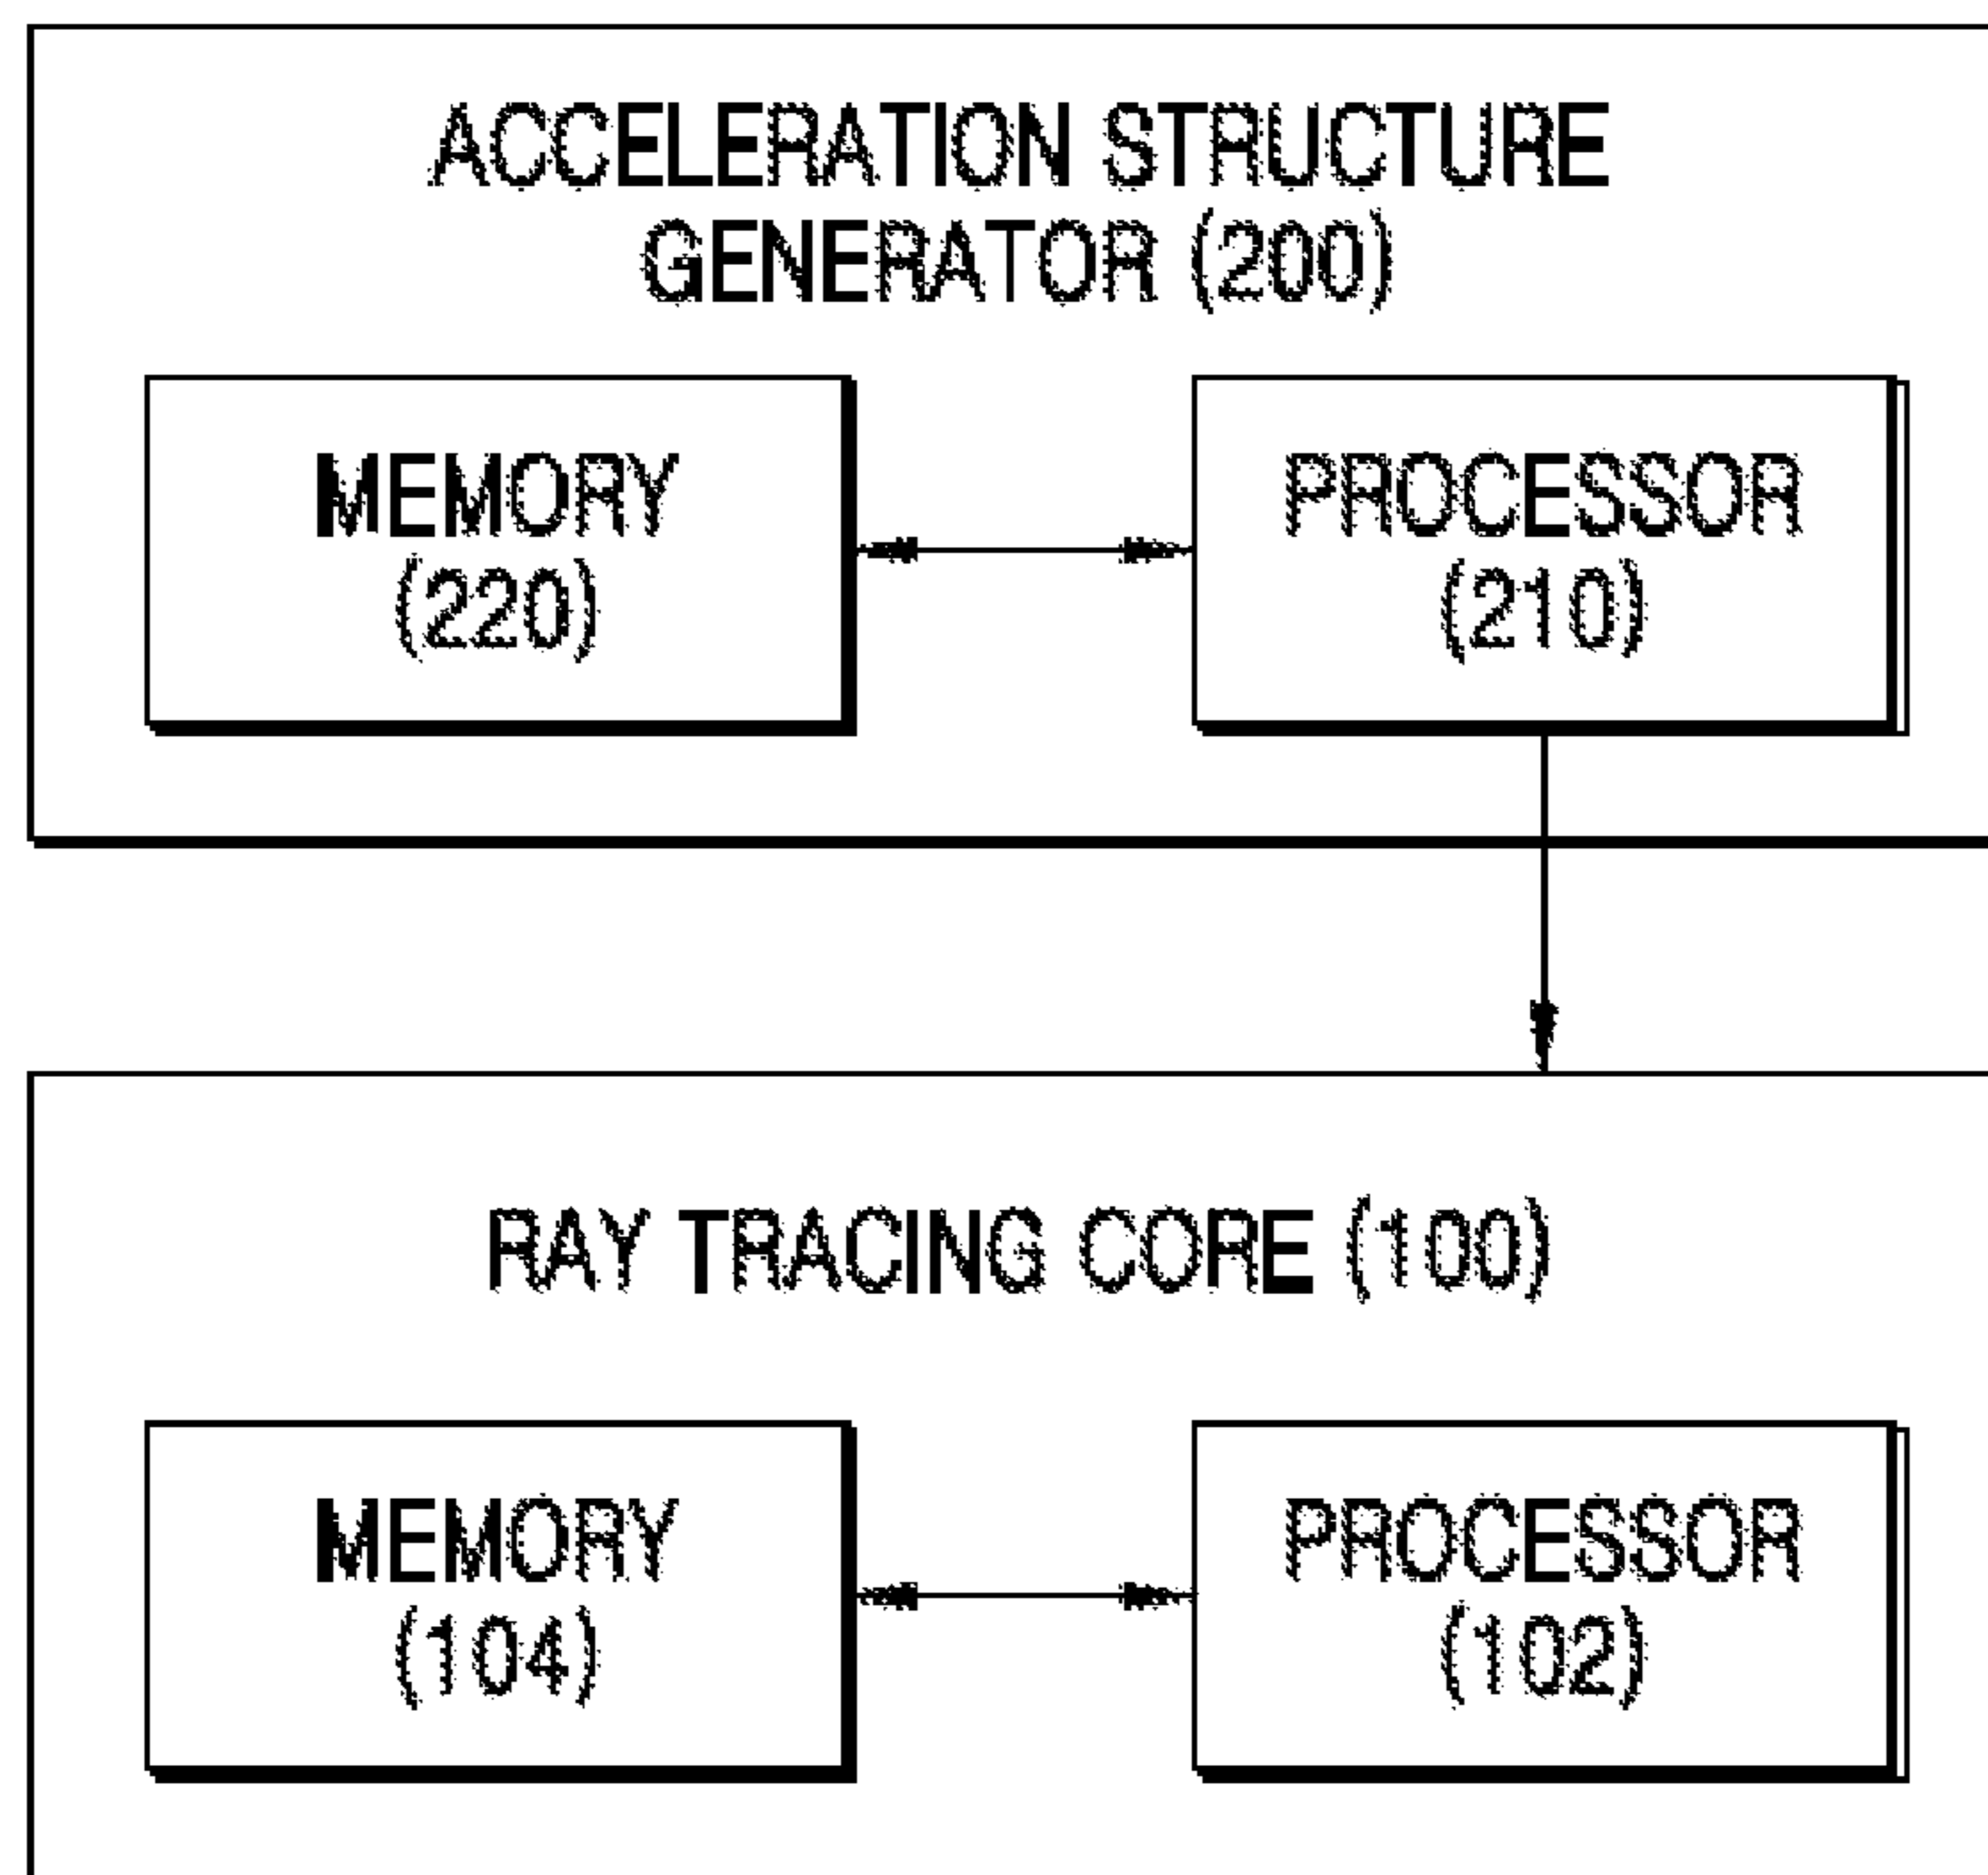 ACCELERATION STRUCTURE
GENERATOR (200)
MEMORY
(220)
PROCESSOR
(210)
RAY TRACING CORE (100)
MEMORY
(104)
PROCESSOR
(102)